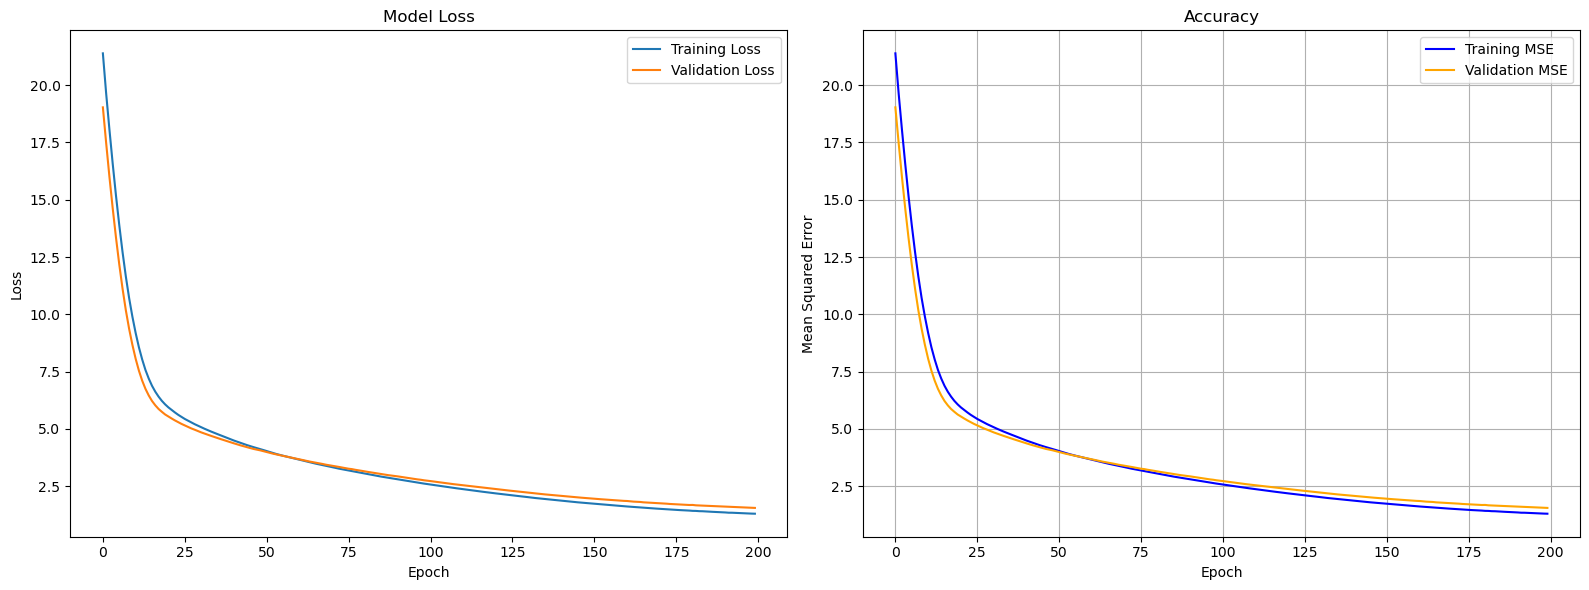 Model Loss
Training Loss
Validation Loss
20.0
17.5
15.0
12.5
10.0
7.5
5.0
2.5
Loss
0 25 50 75 100 125 150 175 200
Epoch
Accuracy
Training MSE
Validation MSE
20.0
17.5
15.0
12.5
10.0
7.5
5.0
2.5
Mean Squared Error
0 25 50 75 100 125 150 175 200
Epoch